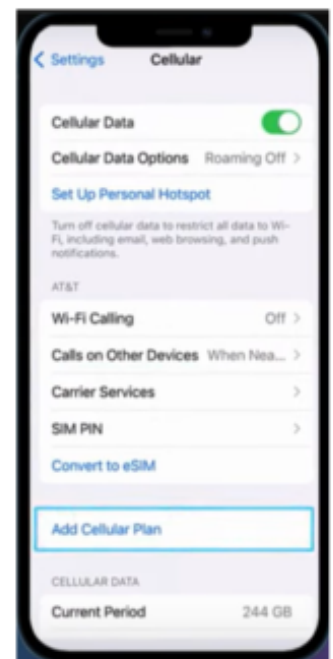 Settings Cellular
Cellular Data
Cellular Data Options Roaming Off
Set Up Personal Hotspot
Turn off cellular data to restrict all data to Wi-
Fi, including email, web browsing, and push
notifications.
AT&T
Wi-Fi Calling Off
Calls on Other Devices When Nea...
Carrier Services
SIM PIN
Convert to eSIM
Add Cellular Plan
CELLULAR DATA
Current Period 244 GB